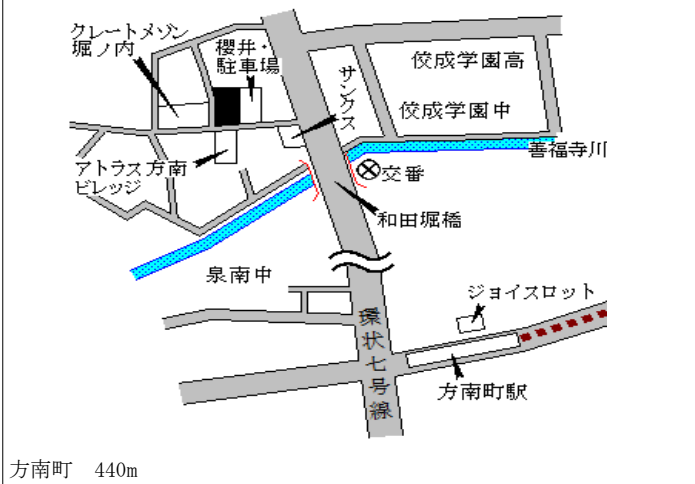 クレートメゾン
堀ノ内
櫻井・
駐車場
サンクス
佼成学園高
佼成学園中
善福寺川
アトラス方南
ビレッジ
交番
和田堀橋
泉南中
ジョイスロット
環状七号線
方南町駅
方南町 440m